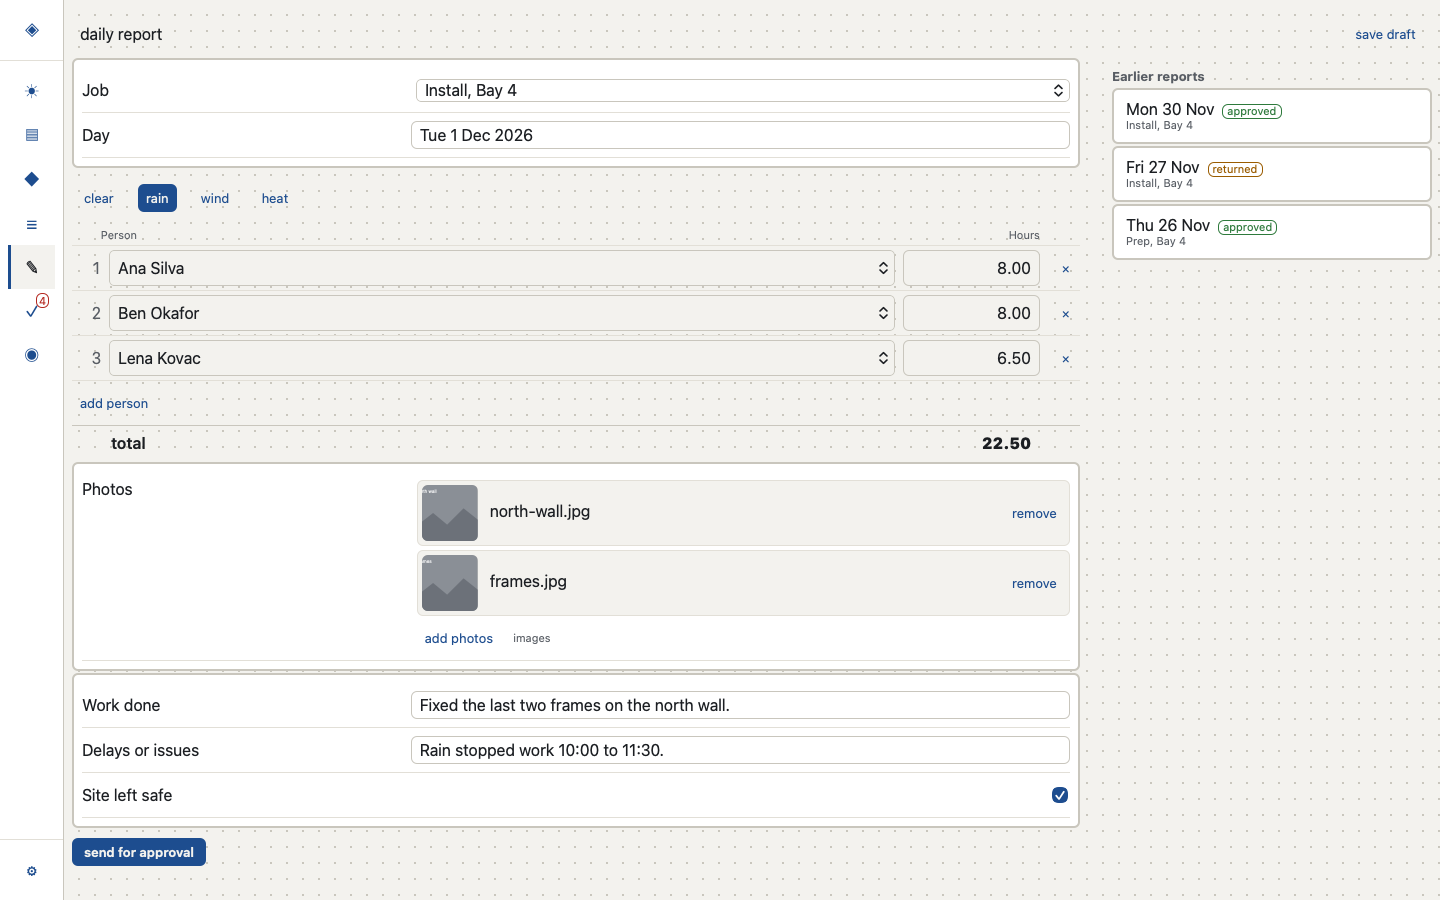 daily report
save draft
Job
Install, Bay 4
Day
Tue 1 Dec 2026
clear
rain
wind
heat
Person
Hours
1 Ana Silva 8.00 ×
2 Ben Okafor 8.00 ×
3 Lena Kovac 6.50 ×
add person
total 22.50
Photos
north-wall.jpg
remove
frames.jpg
remove
add photos
images
Work done
Fixed the last two frames on the north wall.
Delays or issues
Rain stopped work 10:00 to 11:30.
Site left safe
send for approval
4
Earlier reports
Mon 30 Nov approved
Install, Bay 4
Fri 27 Nov returned
Install, Bay 4
Thu 26 Nov approved
Prep, Bay 4